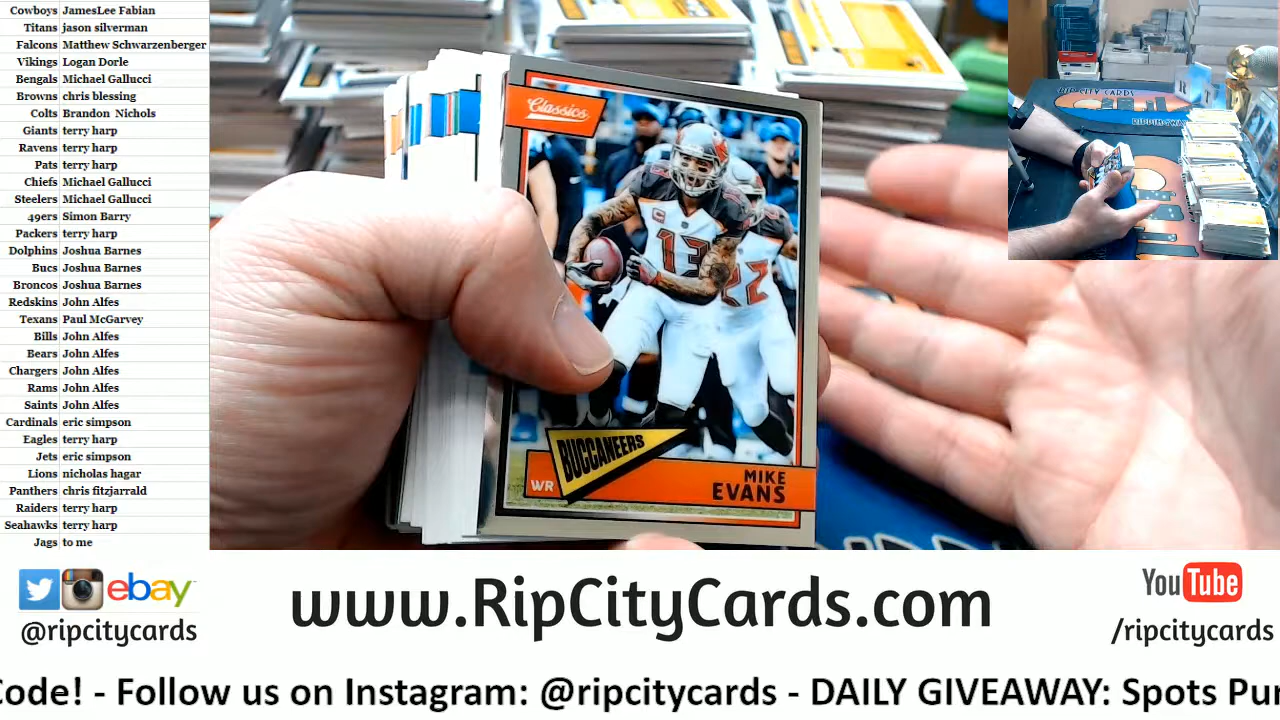 Cowboys JamesLee Fabian
Titans jason silverman
Falcons Matthew Schwarzenberger
Vikings Logan Dorle
Bengals Michael Gallucci
Browns chris blessing
Colts Brandon Nichols
Giants terry harp
Ravens terry harp
Pats terry harp
Chiefs Michael Gallucci
Steelers Michael Gallucci
49ers Simon Barry
Packers terry harp
Dolphins Joshua Barnes
Bucs Joshua Barnes
Broncos Joshua Barnes
Redskins John Alfes
Texans Paul McGarvey
Bills John Alfes
Bears John Alfes
Chargers John Alfes
Rams John Alfes
Saints John Alfes
Cardinals eric simpson
Eagles terry harp
Jets eric simpson
Lions nicholas hagar
Panthers chris fitzjarrald
Raiders terry harp
Seahawks terry harp
Jags to me
Classics
13
22
BUCCANEERS
WR
MIKE
EVANS
RIP CITY CARDS
ebay
@ripcitycards
www.RipCityCards.com
YouTube
/ripcitycards
Code! - Follow us on Instagram: @ripcitycards - DAILY GIVEAWAY: Spots Pur